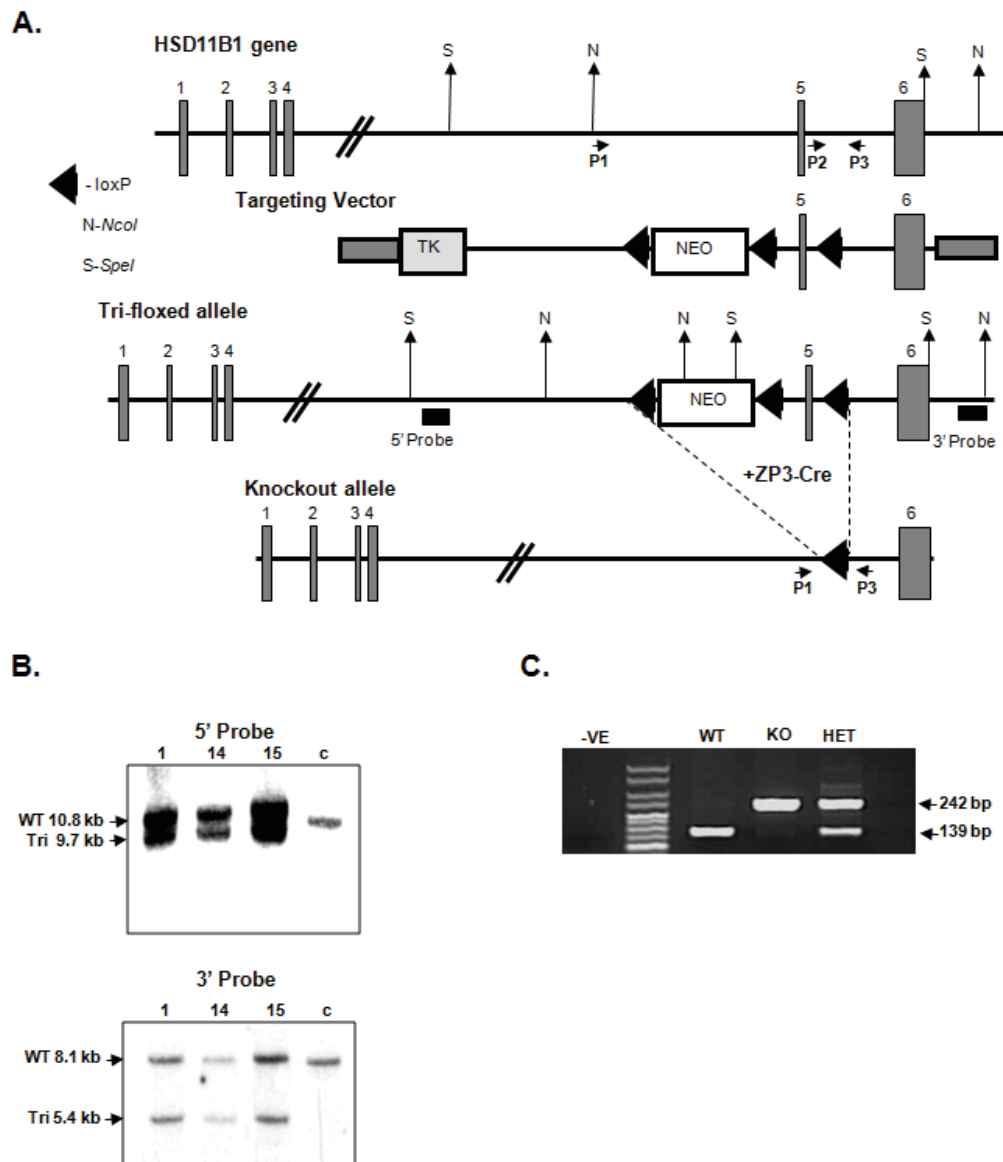 A.
HSD11B1 gene
1 2 3 4 S N 5 6 S N
P1 P2 P3
- loxP
N-NcoI
S-SpeI
Targeting Vector
TK NEO 5 6
Tri-floxed allele
1 2 3 4 S N N S 5 6 S N
NEO
5' Probe 3' Probe
+ZP3-Cre
Knockout allele
1 2 3 4 6
P1 P3
B.
5' Probe
1 14 15 c
WT 10.8 kb
Tri 9.7 kb
3' Probe
1 14 15 c
WT 8.1 kb
Tri 5.4 kb
C.
-VE WT KO HET
242 bp
139 bp